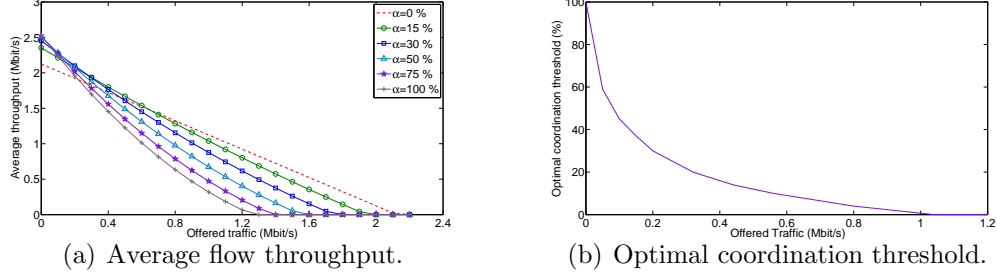 Average throughput (Mbit/s)
3
2.5
2
1.5
1
0.5
0
0
0.4
0.8
1.2
1.6
2
2.4
Offered traffic (Mbit/s)
α=0 %
α=15 %
α=30 %
α=50 %
α=75 %
α=100 %
(a) Average flow throughput.
Optimal coordination threshold (%)
100
80
60
40
20
0
0
0.2
0.4
0.6
0.8
1
1.2
Offered Traffic (Mbit/s)
(b) Optimal coordination threshold.